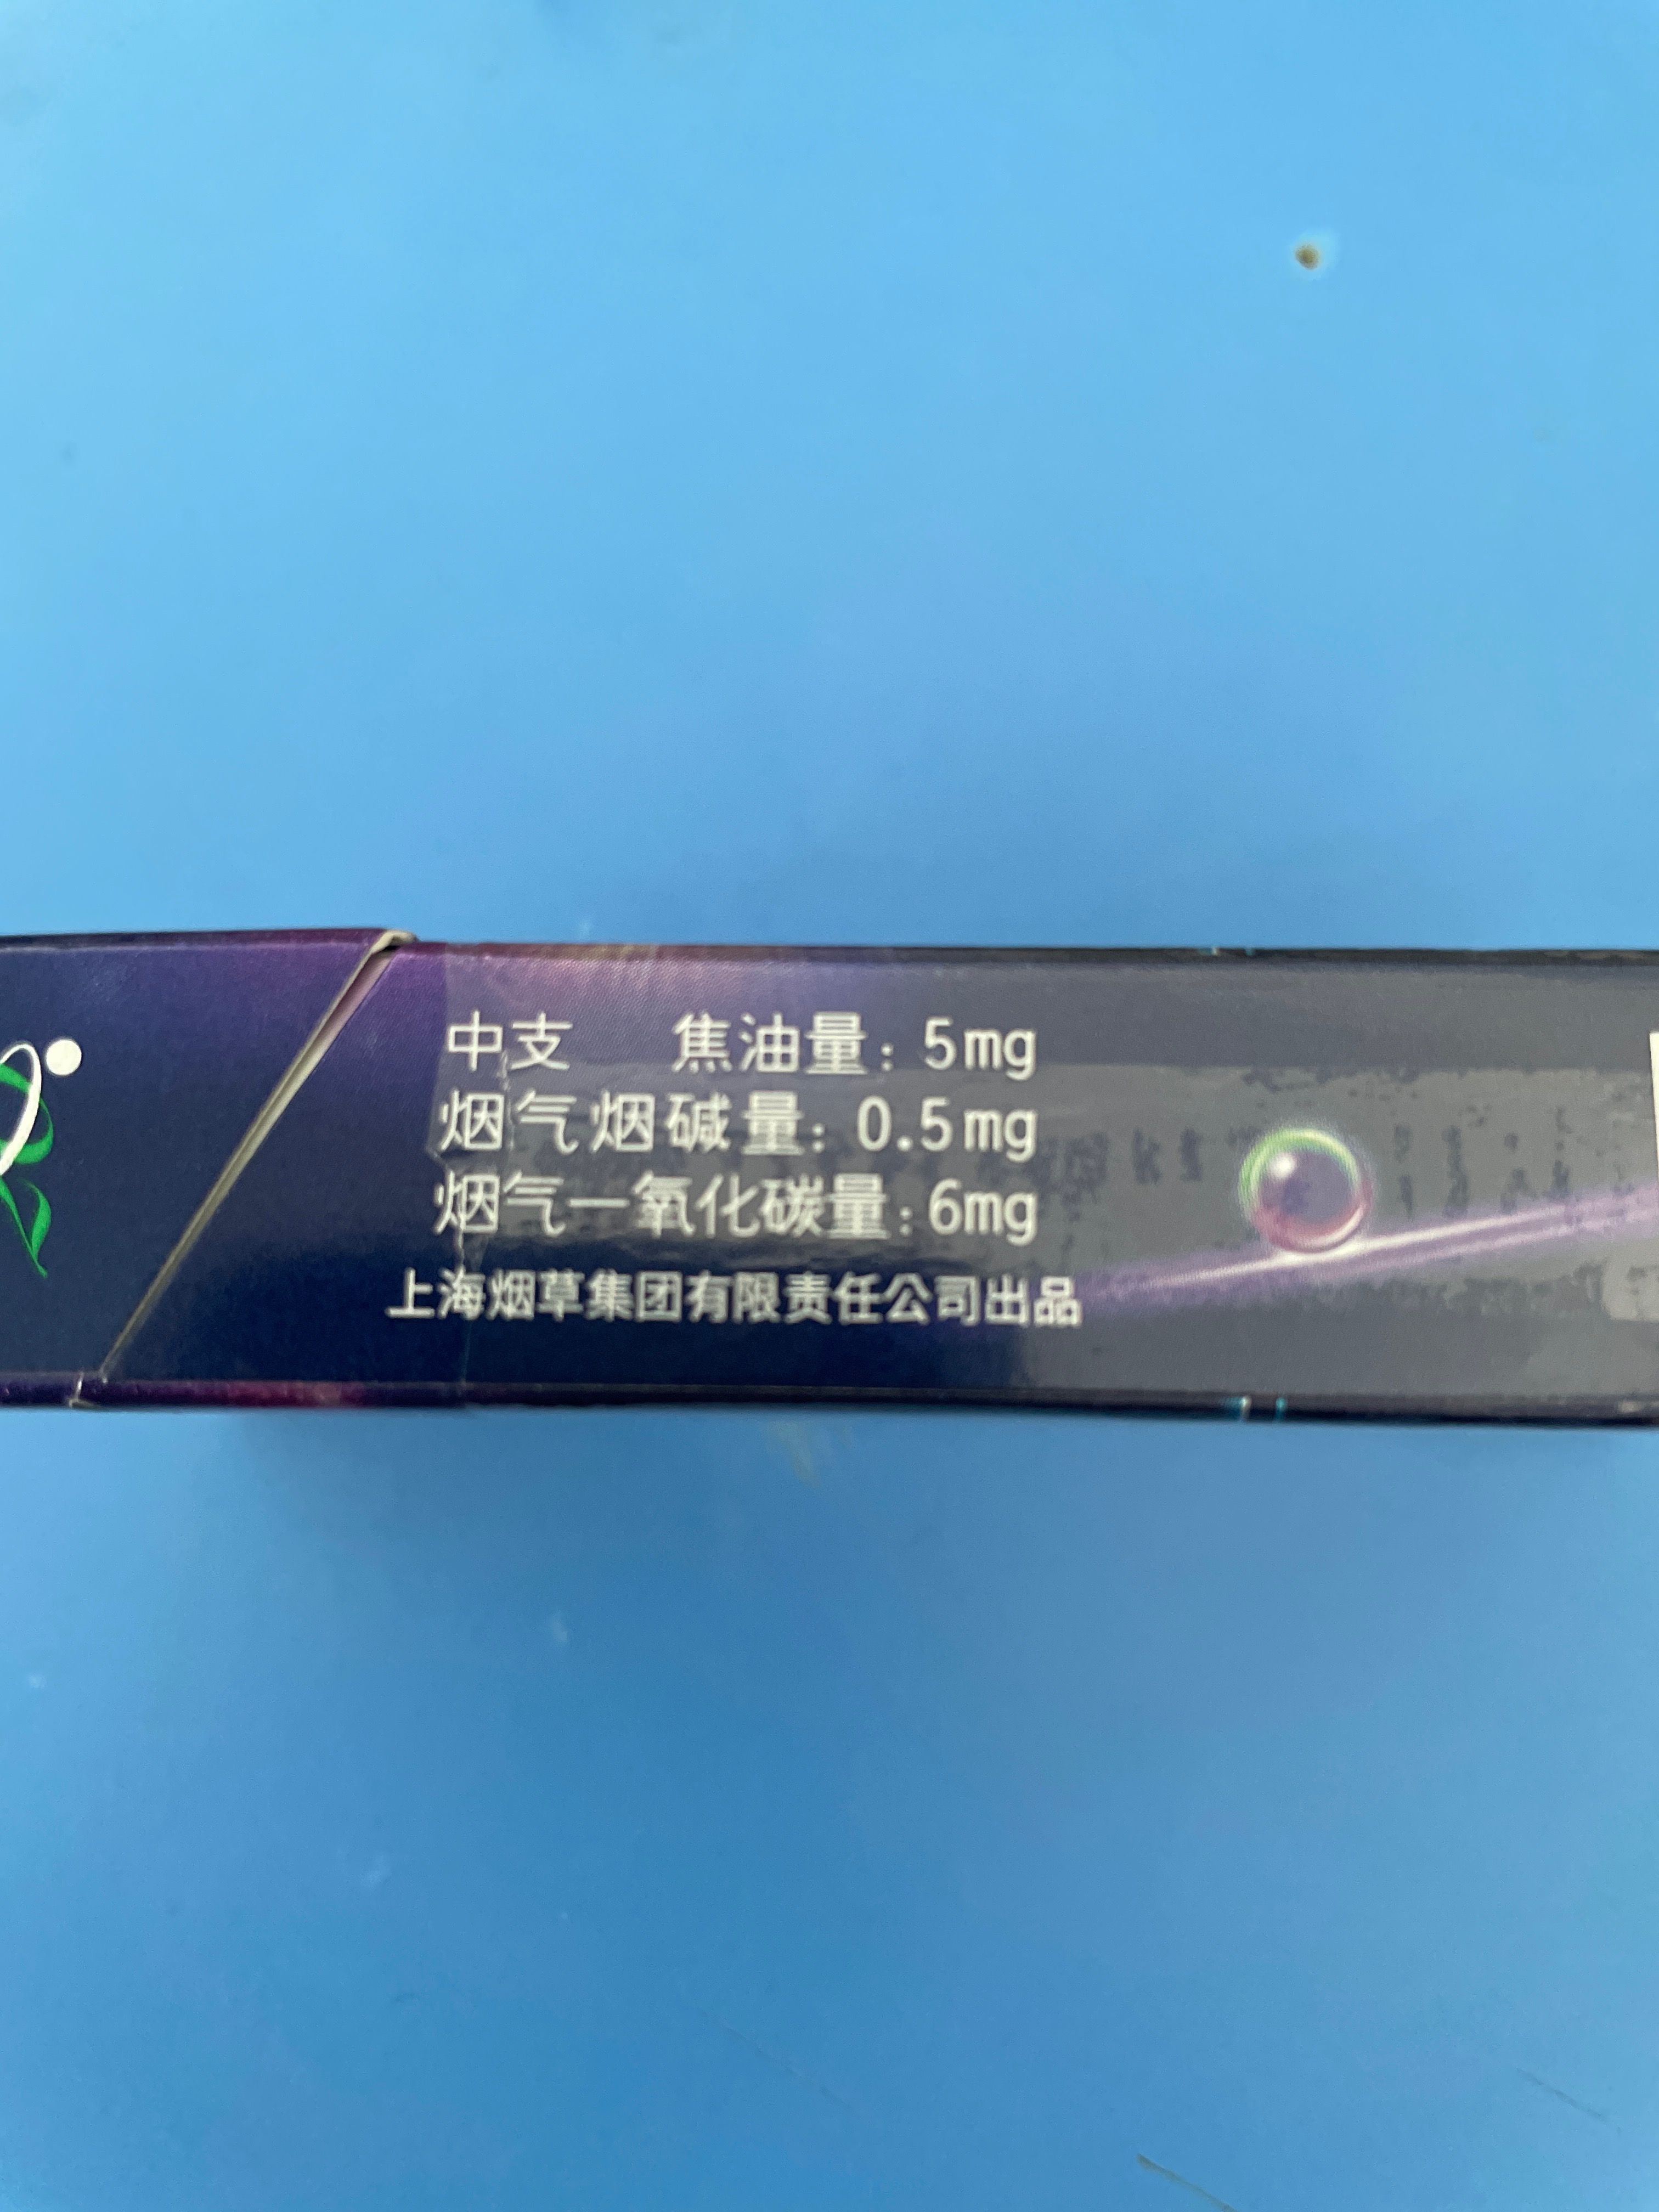 中支 焦油量：5mg
烟气烟碱量：0.5mg
烟气一氧化碳量：6mg
上海烟草集团有限责任公司出品